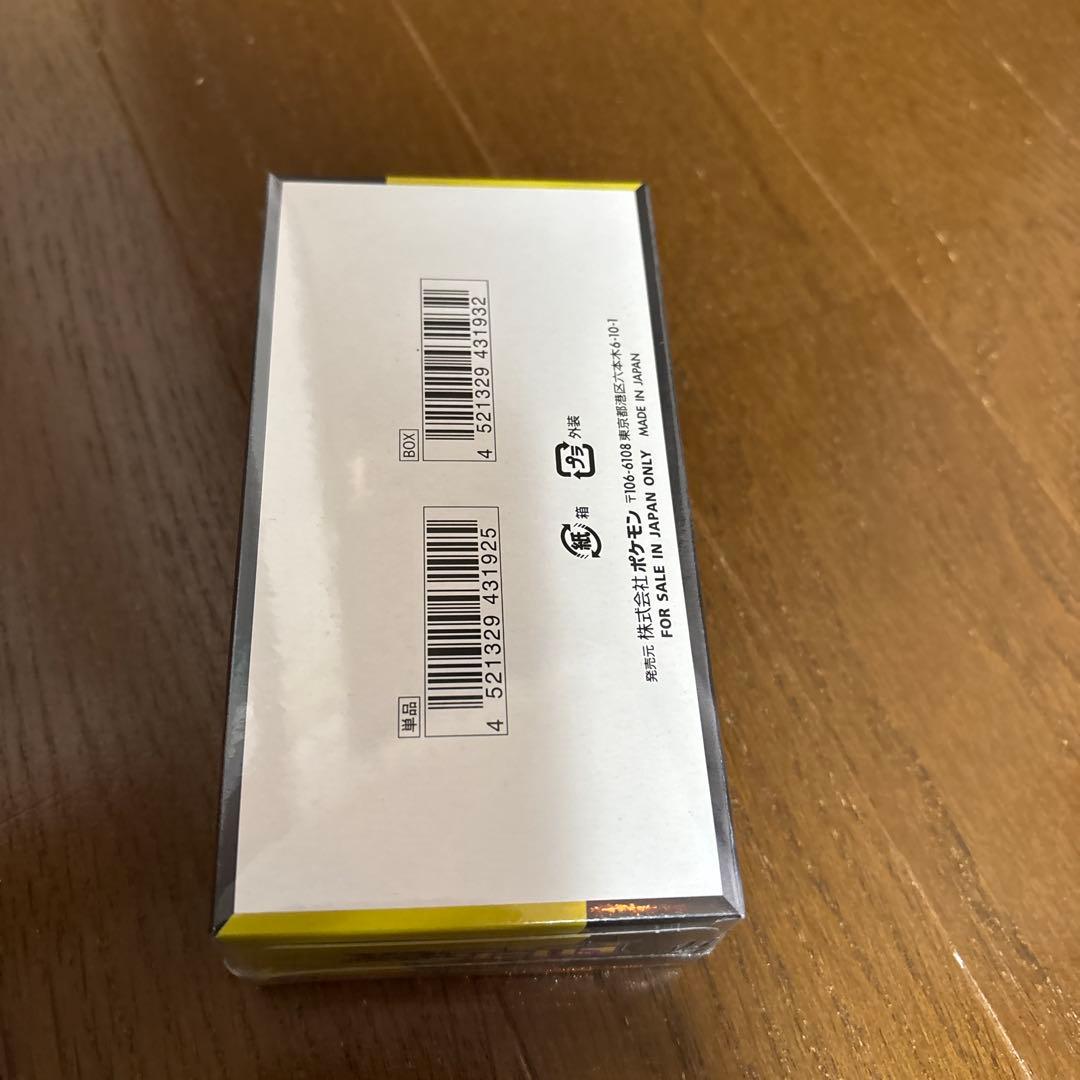 単品
4 521329 431925
BOX
4 521329 431932
紙 箱
プラ 外装
発売元 株式会社ポケモン 〒106-6108 東京都港区六本木6-10-1
FOR SALE IN JAPAN ONLY MADE IN JAPAN